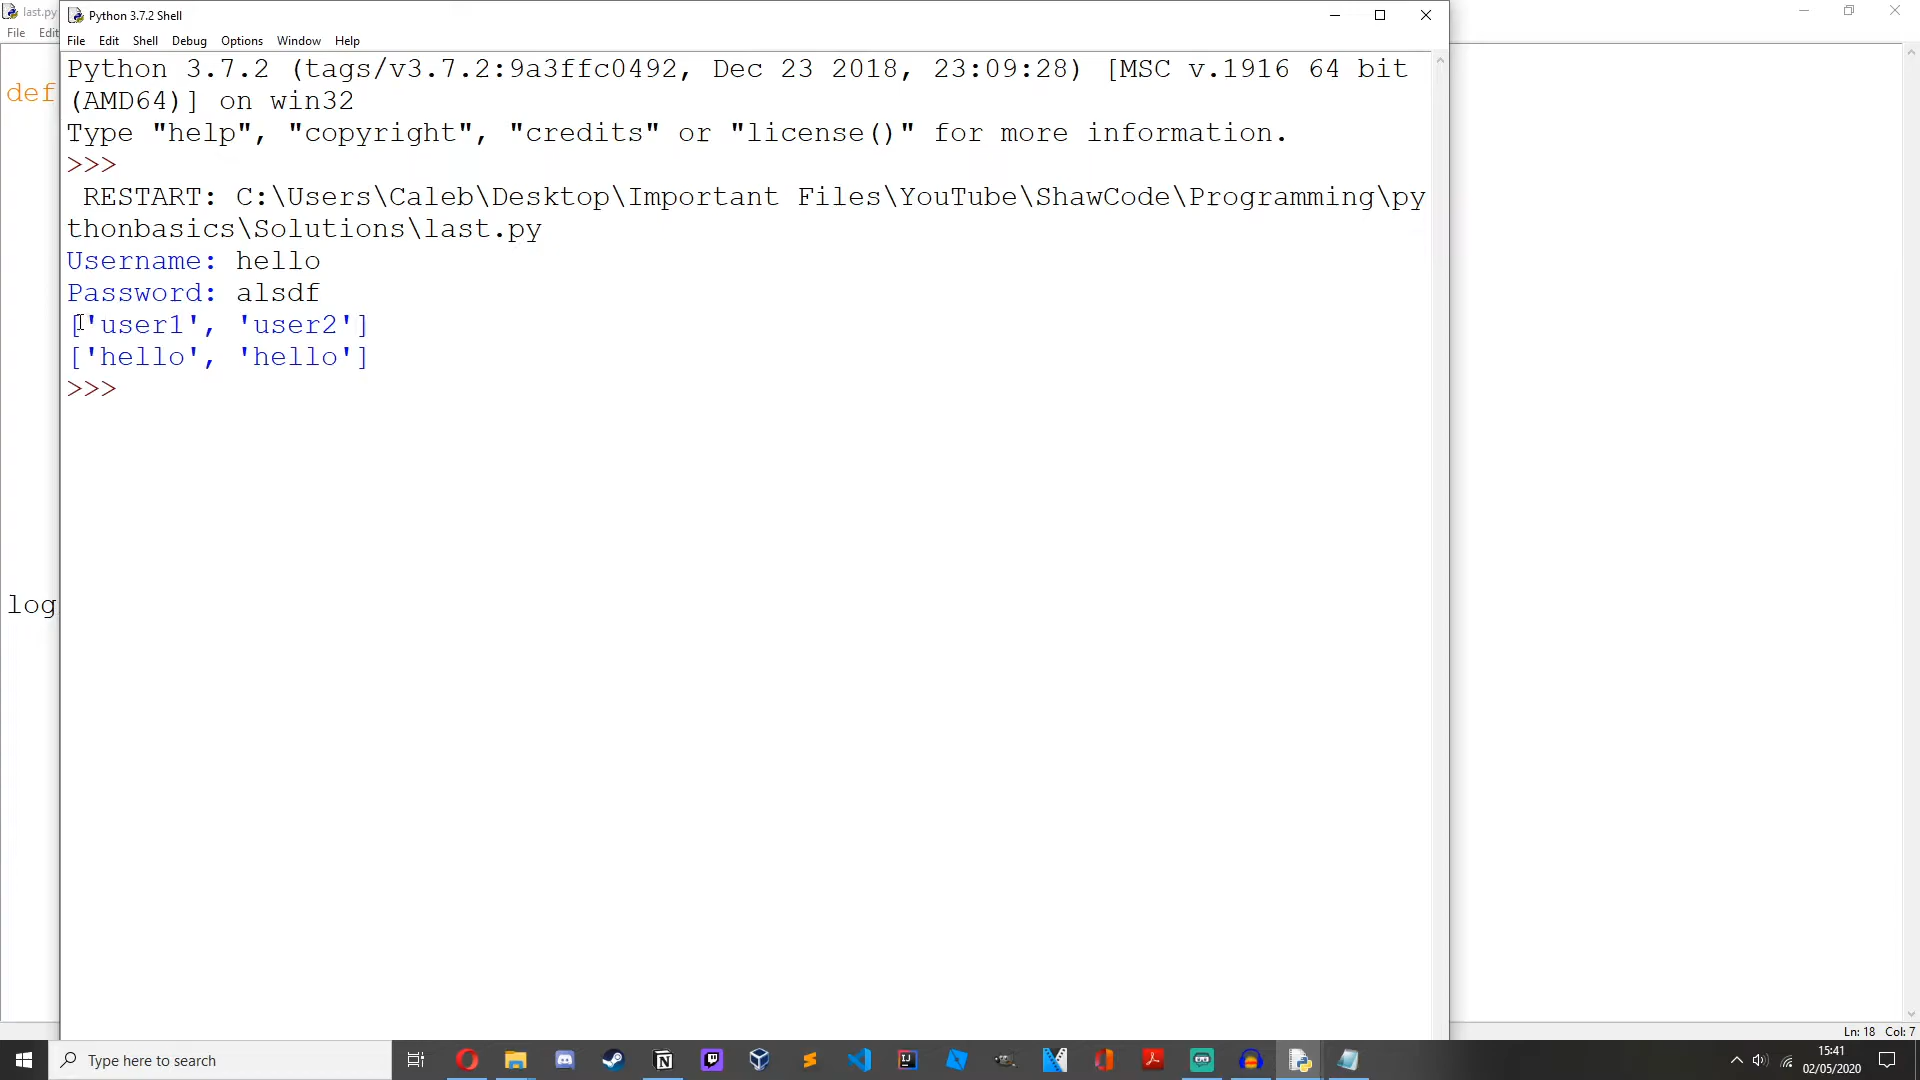 last.py
Python 3.7.2 Shell
File Edit
File Edit Shell Debug Options Window Help
Python 3.7.2 (tags/v3.7.2:9a3ffc0492, Dec 23 2018, 23:09:28) [MSC v.1916 64 bit
def
(AMD64)] on win32
Type "help", "copyright", "credits" or "license()" for more information.
>>>
RESTART: C:\Users\Caleb\Desktop\Important Files\YouTube\ShawCode\Programming\py
thonbasics\Solutions\last.py
Username: hello
Password: alsdf
['user1', 'user2']
['hello', 'hello']
>>>
log
Ln: 18 Col: 7
Type here to search
15:41
02/05/2020